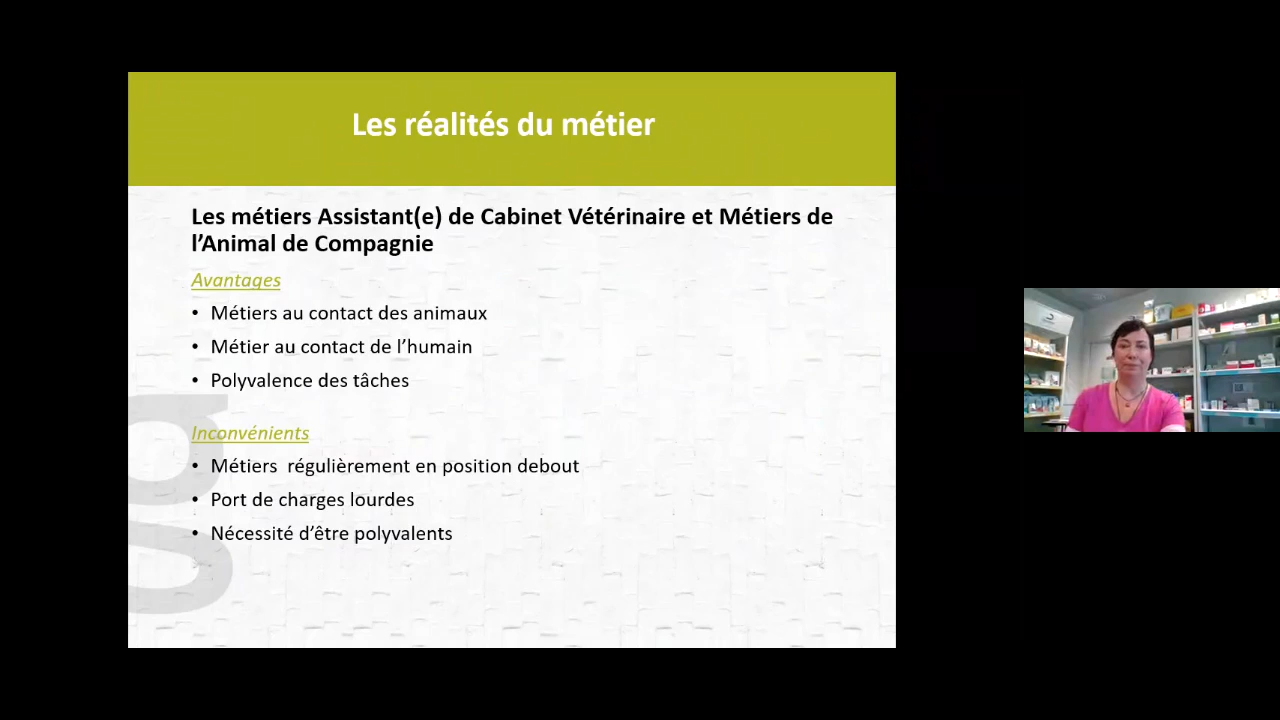 Les réalités du métier
Les métiers Assistant(e) de Cabinet Vétérinaire et Métiers de
l'Animal de Compagnie
Avantages
• Métiers au contact des animaux
• Métier au contact de l'humain
• Polyvalence des tâches
Inconvénients
• Métiers  régulièrement en position debout
• Port de charges lourdes
• Nécessité d'être polyvalents
g